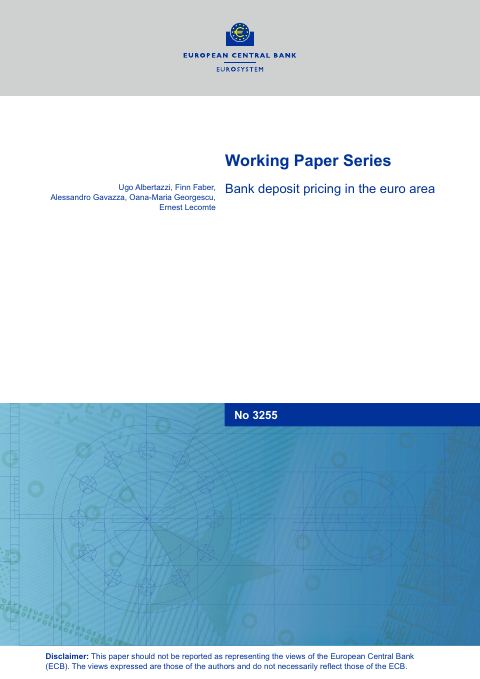 EUROPEAN CENTRAL BANK
EUROSYSTEM
Working Paper Series
Ugo Albertazzi, Finn Faber,
Alessandro Gavazza, Oana-Maria Georgescu,
Ernest Lecomte
Bank deposit pricing in the euro area
No 3255
Disclaimer: This paper should not be reported as representing the views of the European Central Bank
(ECB). The views expressed are those of the authors and do not necessarily reflect those of the ECB.